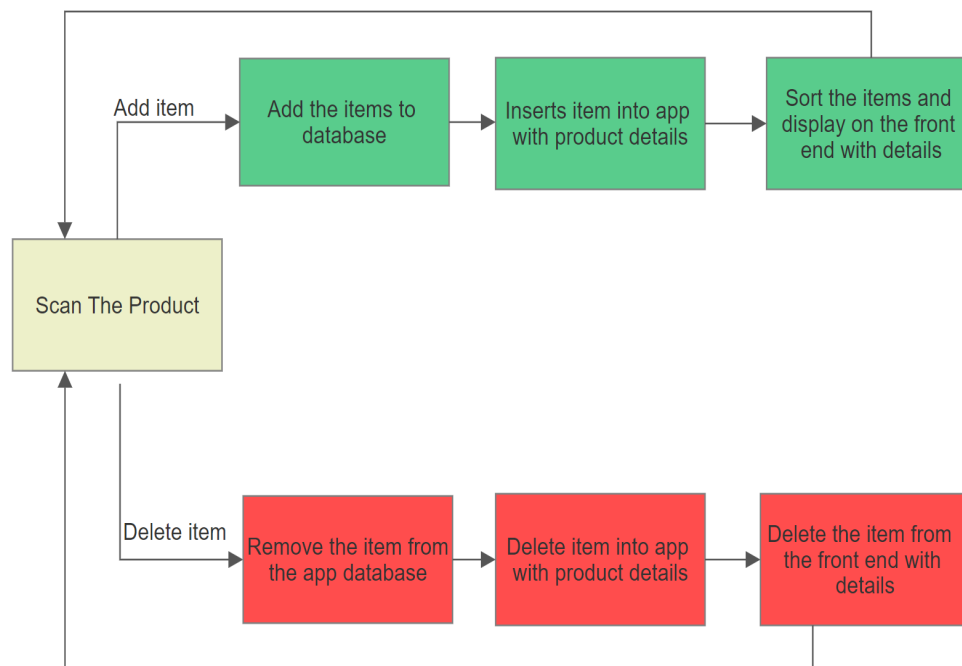 Add item
Add the items to
database
Inserts item into app
with product details
Sort the items and
display on the front
end with details
Scan The Product
Delete item
Remove the item from
the app database
Delete item into app
with product details
Delete the item from
the front end with
details